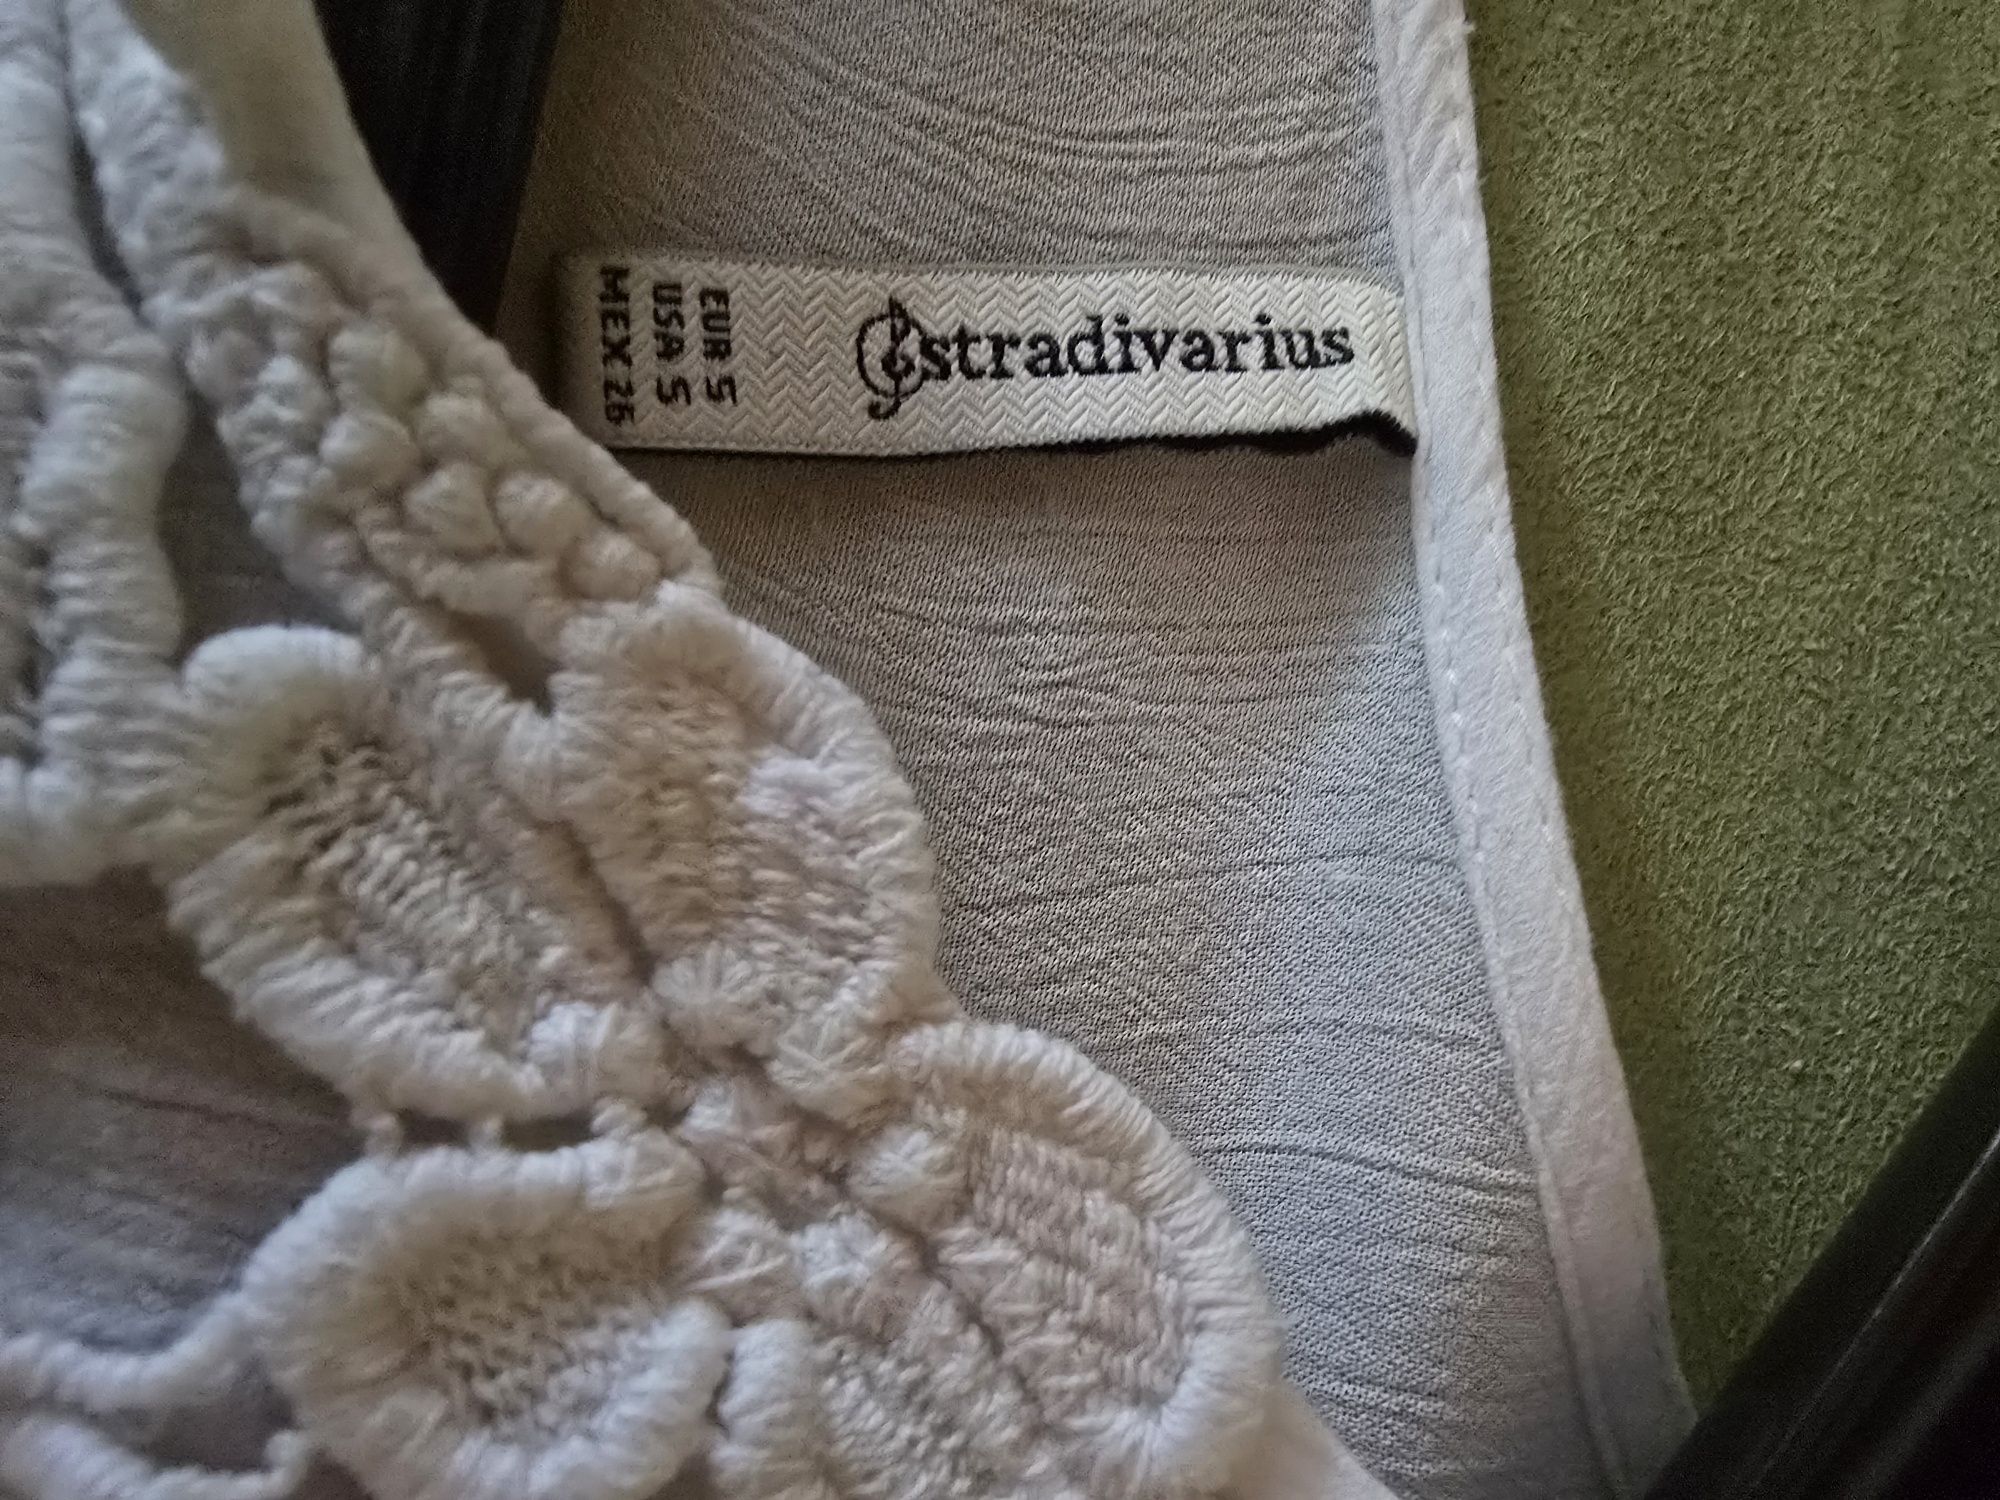 stradivarius
EUR S
USA S
MEX 26